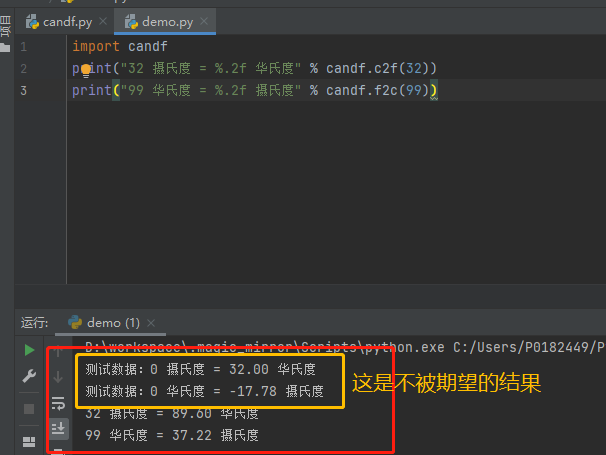 项目
candf.py
demo.py
1 import candf
2 print("32 摄氏度 = %.2f 华氏度" % candf.c2f(32))
3 print("99 华氏度 = %.2f 摄氏度" % candf.f2c(99))
运行: demo (1)
D:\workspace\.magic_mirror\Scripts\python.exe C:/Users/P0182449/P
测试数据：0 摄氏度 = 32.00 华氏度
测试数据：0 华氏度 = -17.78 摄氏度
这是不被期望的结果
32 摄氏度 = 89.60 华氏度
99 华氏度 = 37.22 摄氏度